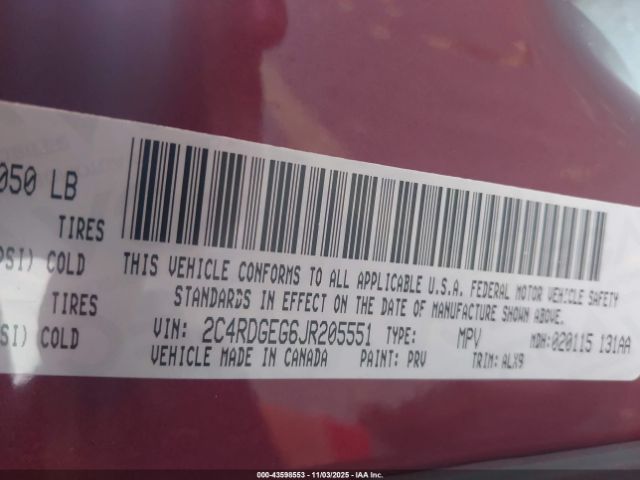 050 LB
TIRES
PSI) COLD
TIRES
PSI) COLD
THIS VEHICLE CONFORMS TO ALL APPLICABLE U.S.A. FEDERAL MOTOR VEHICLE SAFETY
STANDARDS IN EFFECT ON THE DATE OF MANUFACTURE SHOWN ABOVE.
VIN: 2C4RDGEG6JR205551 TYPE: MPV MDH:020115 131AA
VEHICLE MADE IN CANADA PAINT: PRV TRIM: ALX9
000-43598553 | 11/03/2025 - IAA Inc.